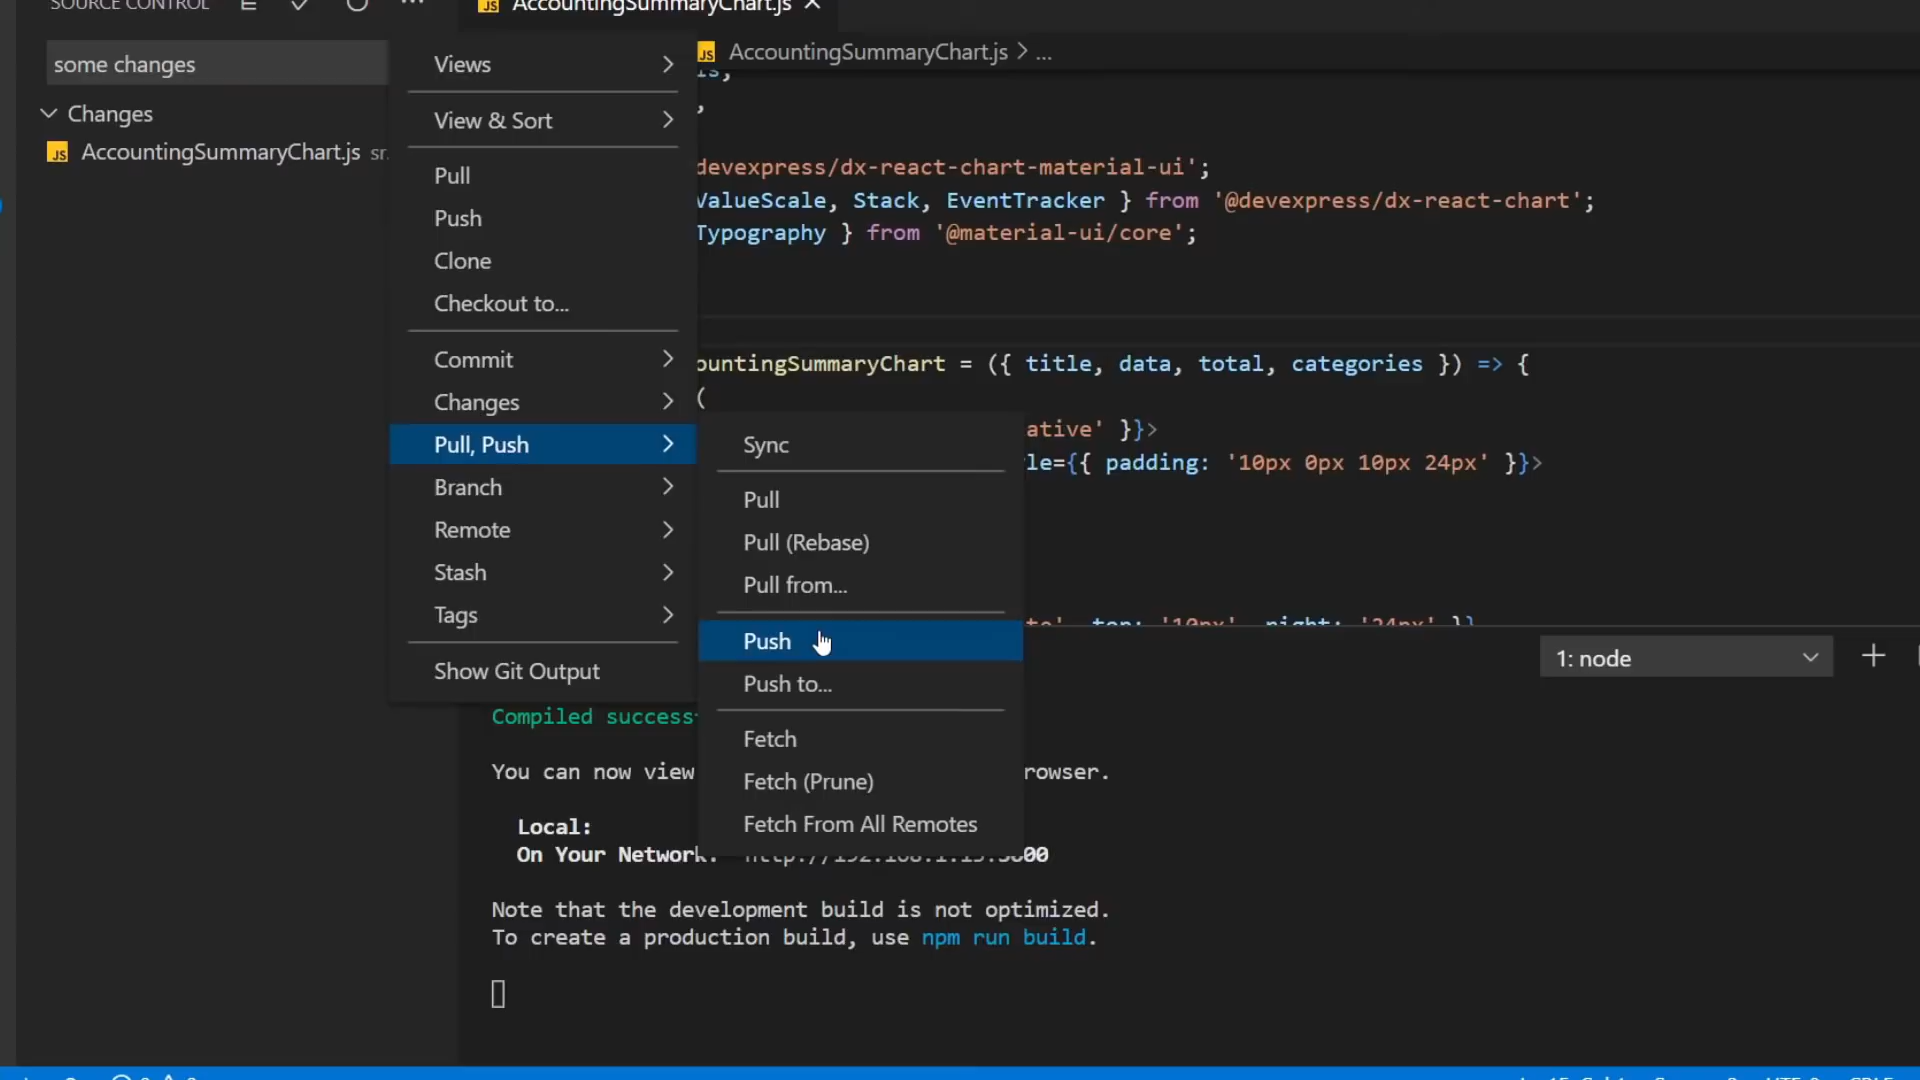 SOURCE CONTROL
AccountingSummaryChart.js
some changes
Changes
AccountingSummaryChart.js
Views
View & Sort
Pull
Push
Clone
Checkout to...
Commit
Changes
Pull, Push
Branch
Remote
Stash
Tags
Show Git Output
Sync
Pull
Pull (Rebase)
Pull from...
Push
Push to...
Fetch
Fetch (Prune)
Fetch From All Remotes
AccountingSummaryChart.js > ...
devexpress/dx-react-chart-material-ui';
ValueScale, Stack, EventTracker } from '@devexpress/dx-react-chart';
Typography } from '@material-ui/core';
ountingSummaryChart = ({ title, data, total, categories }) => {
(
ative' }}>
le={{ padding: '10px 0px 10px 24px' }}>
top: '10px', right: '24px' }}
1: node
Compiled success
You can now view rowser.
Local:
On Your Network:
Note that the development build is not optimized.
To create a production build, use npm run build.